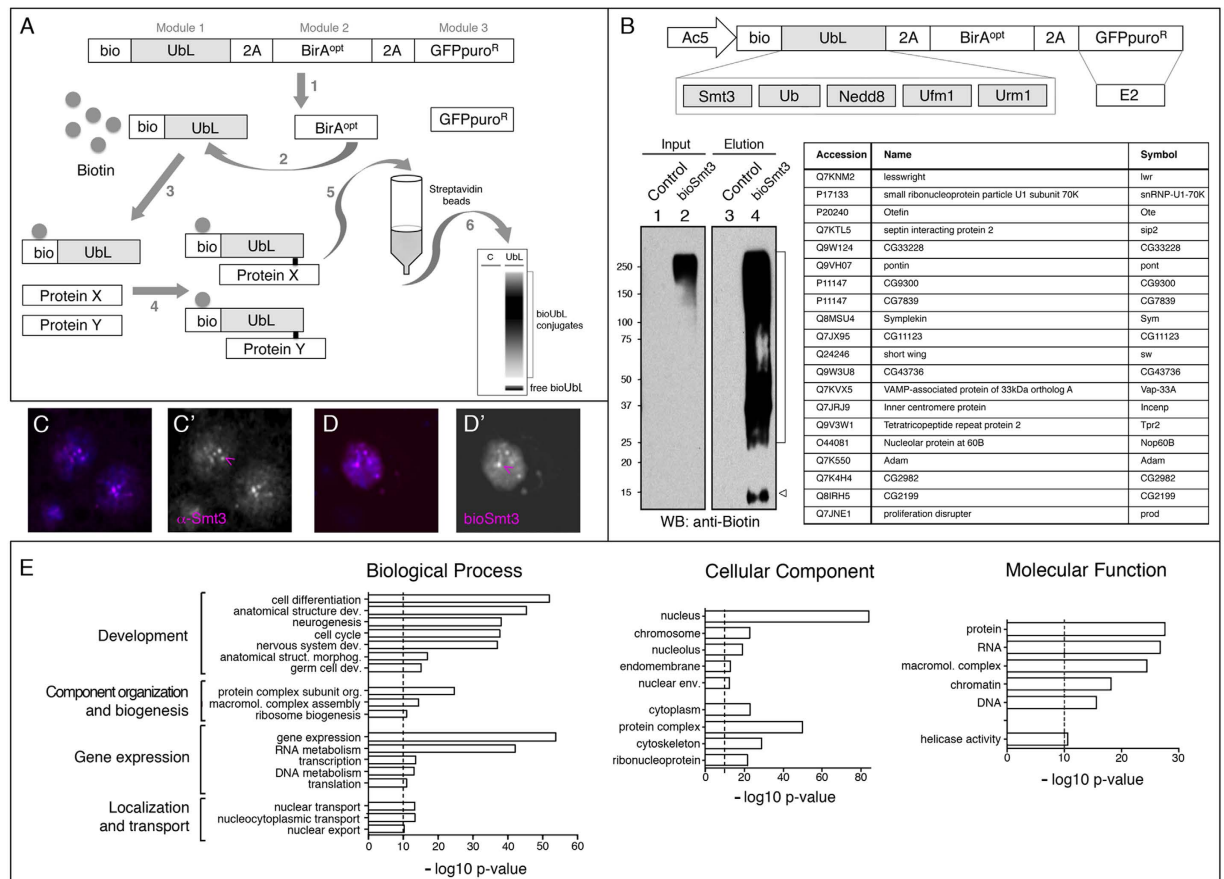 A
Module 1 Module 2 Module 3
bio UbL 2A BirAopt 2A GFPpuroR
1
bio UbL
BirAopt
GFPpuroR
Biotin
2
3
5
Streptavidin
beads
6
bio UbL
bio UbL
Protein X
Protein X
Protein Y
4
bio UbL
Protein Y
C UbL
bioUbL
conjugates
free bioUbL
B
Ac5 bio UbL 2A BirAopt 2A GFPpuroR
Smt3 Ub Nedd8 Ufm1 Urm1
E2
Input Elution
Control bioSmt3 Control bioSmt3
1 2 3 4
250
150
100
75
50
37
25
20
15
WB: anti-Biotin
Accession Name Symbol
Q7KNM2 lesswright lwr
P17133 small ribonucleoprotein particle U1 subunit 70K snRNP-U1-70K
P20240 Otefin Ote
Q7KTL5 septin interacting protein 2 sip2
Q9W124 CG33228 CG33228
Q9VH07 pontin pont
P11147 CG9300 CG9300
P11147 CG7839 CG7839
Q8MSU4 Symplekin Sym
Q7JX95 CG11123 CG11123
Q24246 short wing sw
Q9W3U8 CG43736 CG43736
Q7KVX5 VAMP-associated protein of 33kDa ortholog A Vap-33A
Q7JRJ9 Inner centromere protein Incenp
Q9V3W1 Tetratricopeptide repeat protein 2 Tpr2
O44081 Nucleolar protein at 60B Nop60B
Q7K550 Adam Adam
Q7K4H4 CG2982 CG2982
Q8IRH5 CG2199 CG2199
Q7JNE1 proliferation disrupter prod
C C' D D'
α-Smt3 bioSmt3
E
Biological Process
Development
cell differentiation
anatomical structure dev.
neurogenesis
cell cycle
nervous system dev.
anatomical struct. morphog.
germ cell dev.
Component organization
and biogenesis
protein complex subunit org.
macromol. complex assembly
ribosome biogenesis
Gene expression
gene expression
RNA metabolism
transcription
DNA metabolism
translation
Localization
and transport
nuclear transport
nucleocytoplasmic transport
nuclear export
0 10 20 30 40 50 60
– log10 p-value
Cellular Component
nucleus
chromosome
nucleolus
endomembrane
nuclear env.
cytoplasm
protein complex
cytoskeleton
ribonucleoprotein
0 20 40 60 80
– log10 p-value
Molecular Function
protein
RNA
macromol. complex
chromatin
DNA
helicase activity
0 10 20 30
– log10 p-value